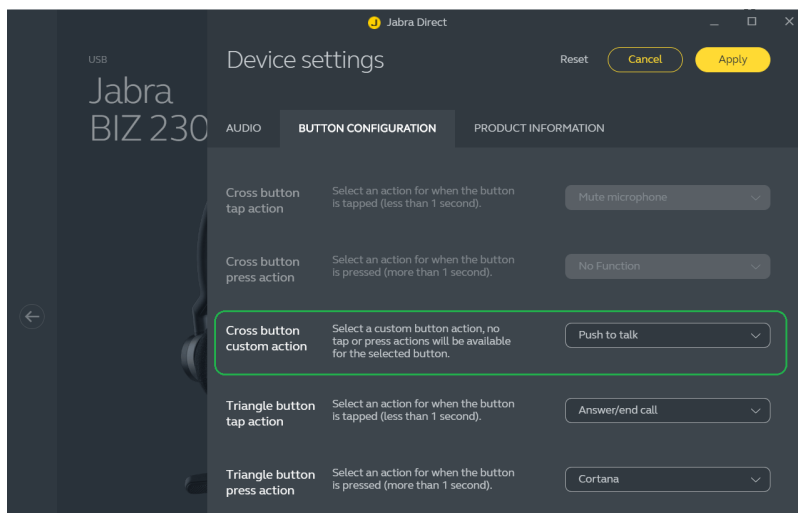 Jabra Direct
USB
Jabra
BIZ 230
Device settings
Reset
Cancel
Apply
AUDIO
BUTTON CONFIGURATION
PRODUCT INFORMATION
Cross button
tap action
Select an action for when the button
is tapped (less than 1 second).
Mute microphone
Cross button
press action
Select an action for when the button
is pressed (more than 1 second).
No Function
Cross button
custom action
Select a custom button action, no
tap or press actions will be available
for the selected button.
Push to talk
Triangle button
tap action
Select an action for when the button
is tapped (less than 1 second).
Answer/end call
Triangle button
press action
Select an action for when the button
is pressed (more than 1 second).
Cortana